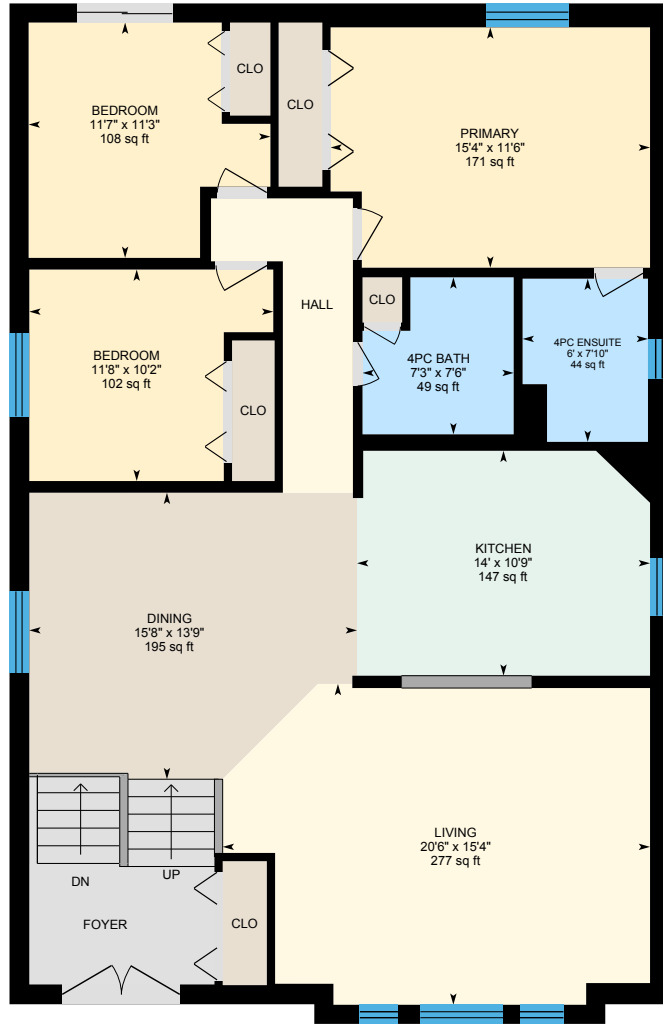 CLO
BEDROOM
11'7" x 11'3"
108 sq ft
CLO
PRIMARY
15'4" x 11'6"
171 sq ft
HALL
CLO
BEDROOM
11'8" x 10'2"
102 sq ft
4PC BATH
7'3" x 7'6"
49 sq ft
4PC ENSUITE
6' x 7'10"
44 sq ft
CLO
KITCHEN
14' x 10'9"
147 sq ft
DINING
15'8" x 13'9"
195 sq ft
LIVING
20'6" x 15'4"
277 sq ft
DN
UP
FOYER
CLO